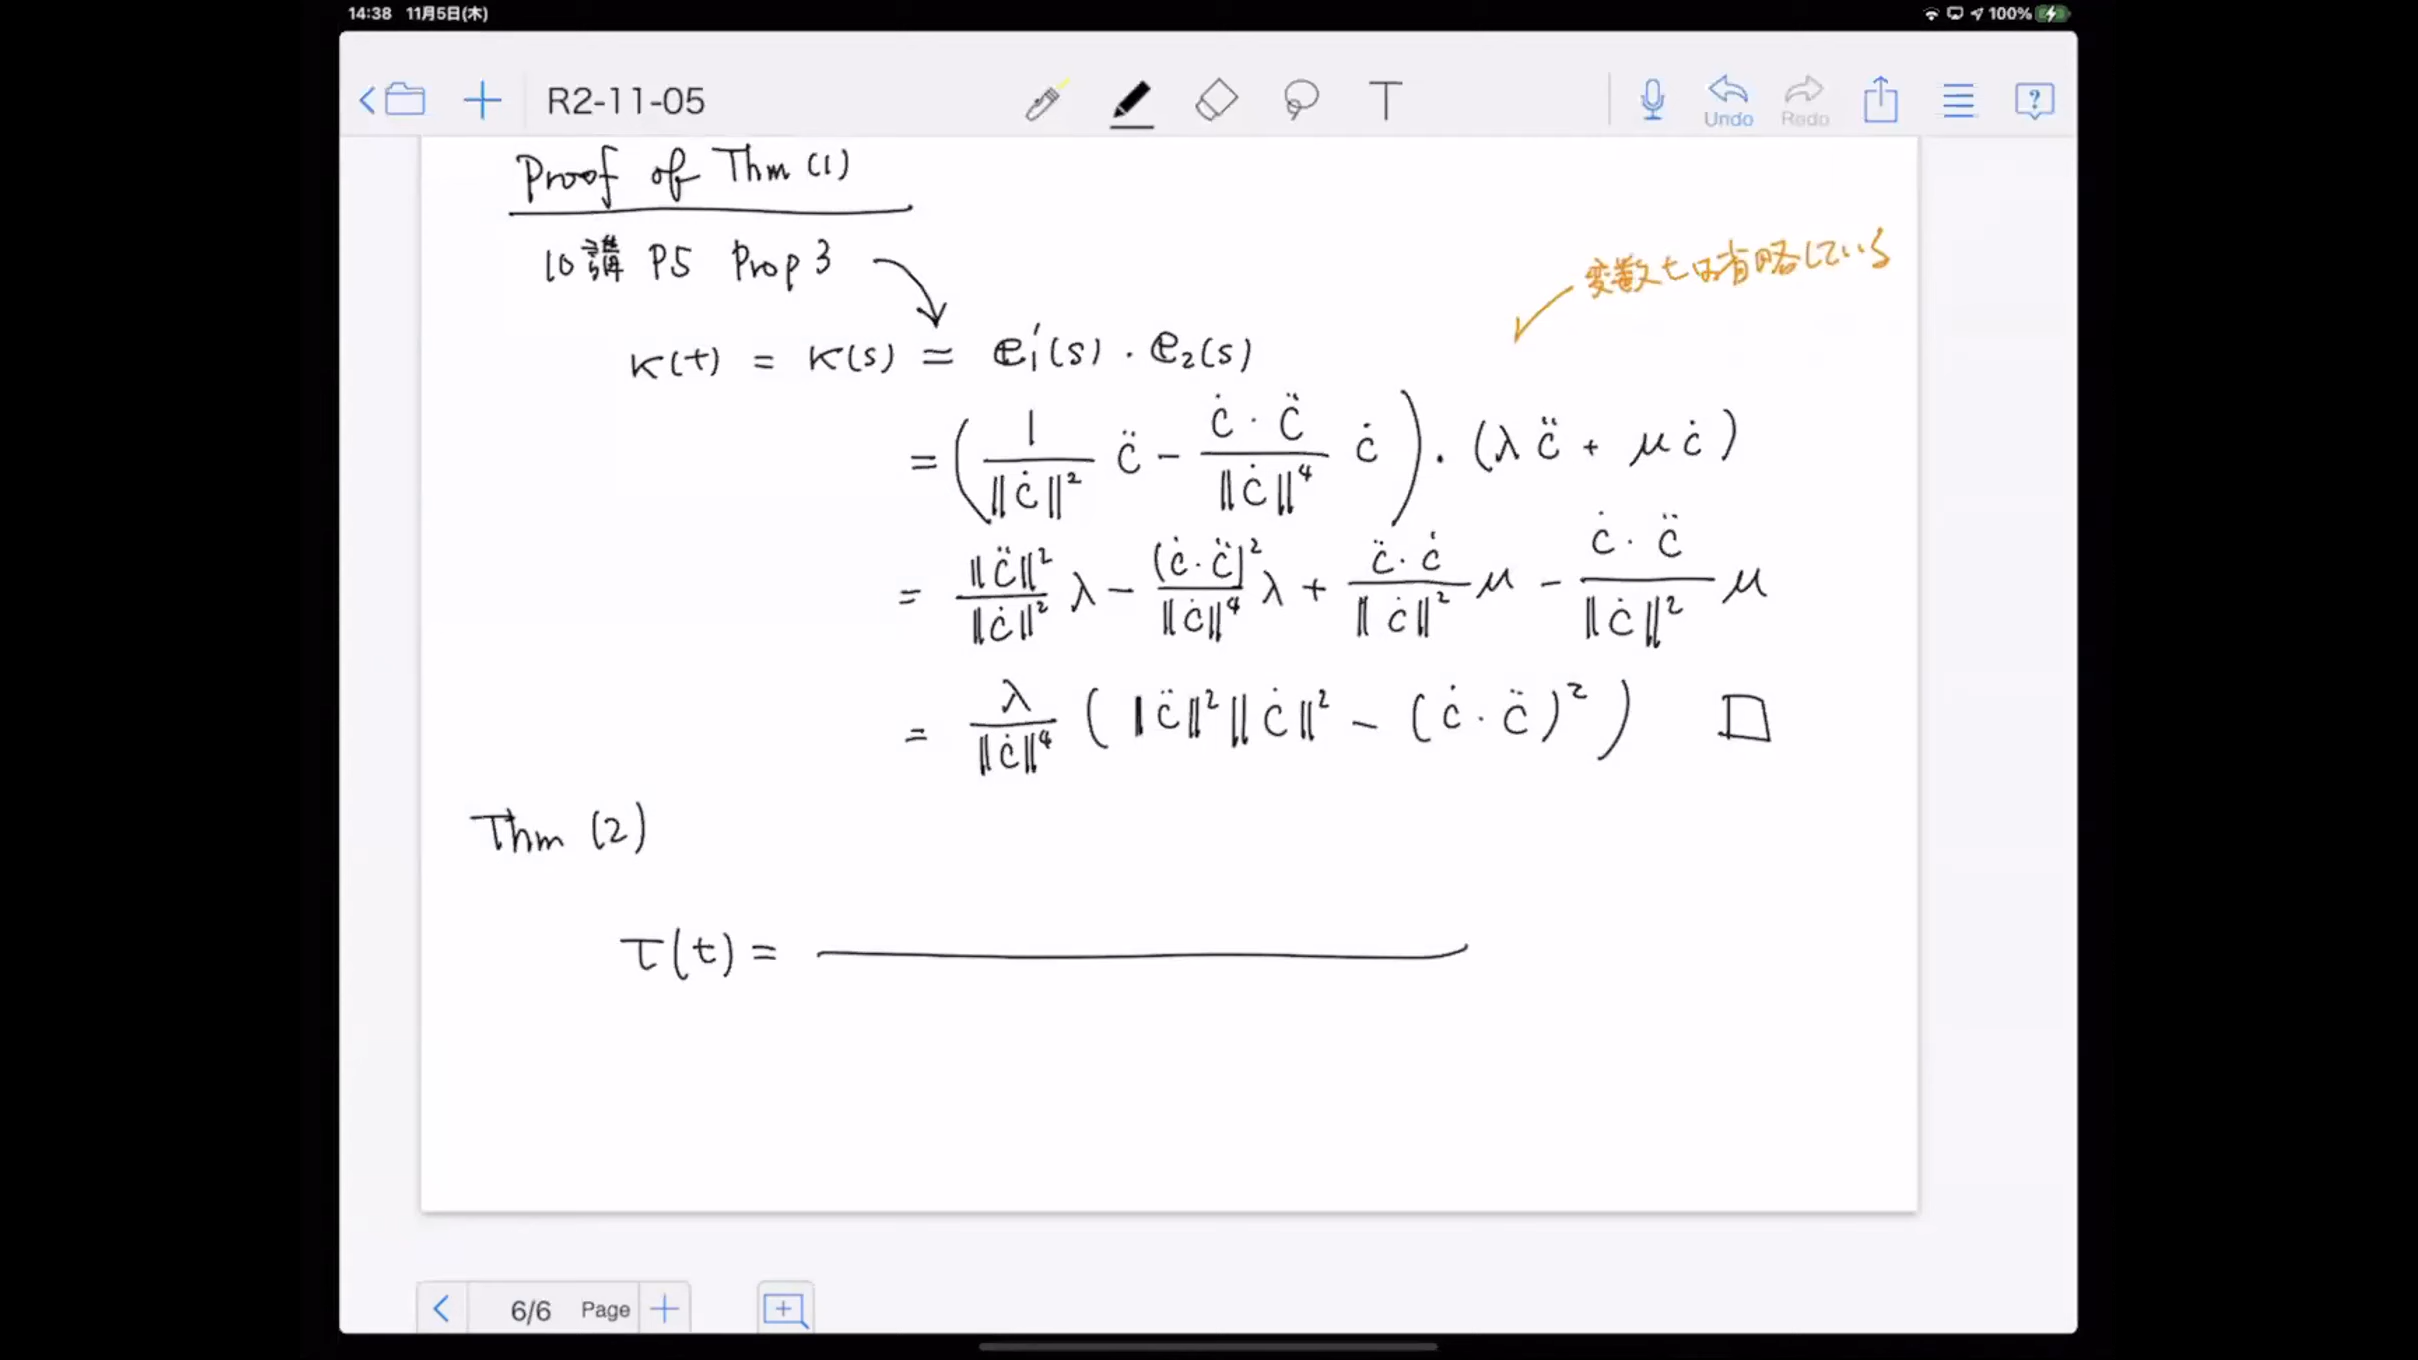 14:38 11月5日(木) 100%
R2-11-05 T Undo Redo ?
Proof of Thm (1)
10講 P5 Prop 3
変数tは省略している
κ(t) = κ(s) = e₁'(s) · e₂(s)
= ( 1/‖ċ‖² c̈ − ċ · c̈/‖ċ‖⁴ ċ ) · (λ c̈ + μ ċ)
= ‖c̈‖²/‖ċ‖² λ − (ċ · c̈)²/‖ċ‖⁴ λ + c̈ · ċ/‖ċ‖² μ − ċ · c̈/‖ċ‖² μ
= λ/‖ċ‖⁴ ( ‖c̈‖²‖ċ‖² − (ċ · c̈)² ) □
Thm (2)
τ(t) =
6/6 Page